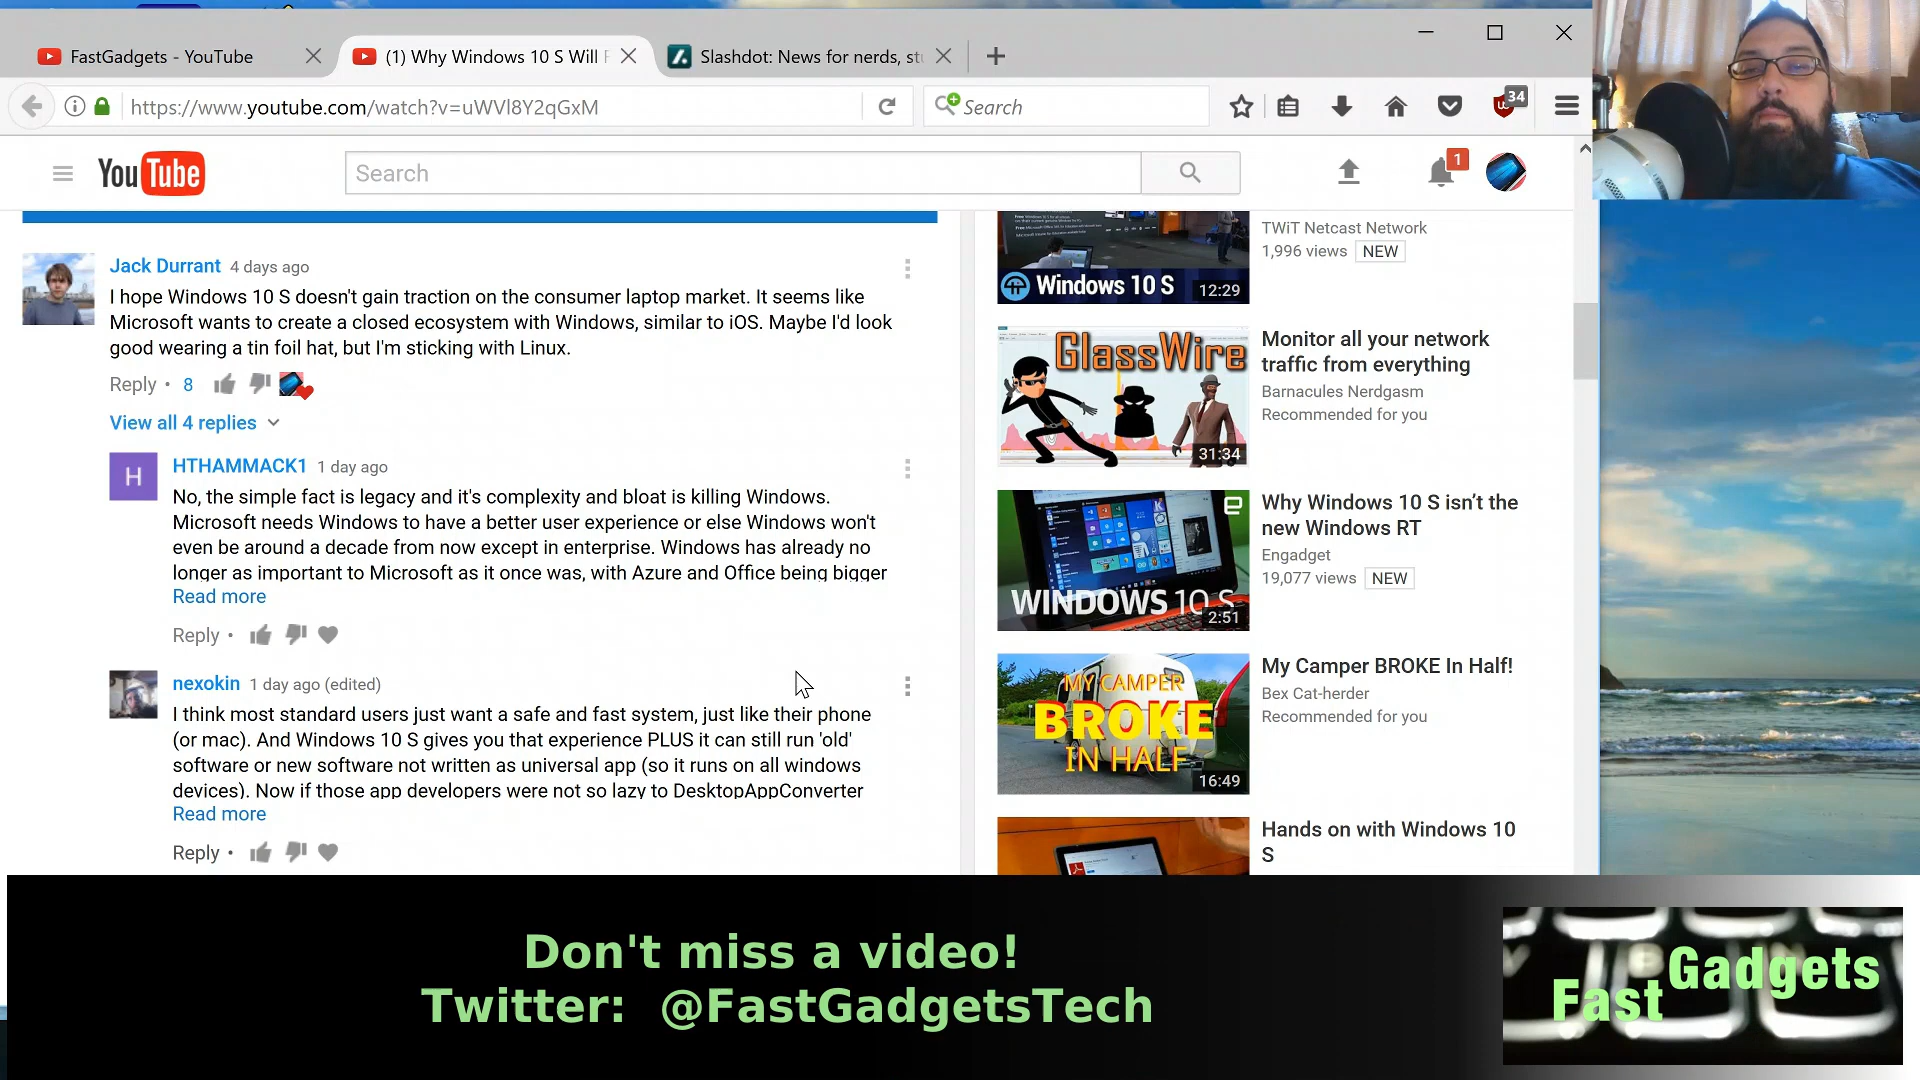 FastGadgets - YouTube
(1) Why Windows 10 S Will
Slashdot: News for nerds, st
https://www.youtube.com/watch?v=uWVl8Y2qGxM
Search
34
YouTube
Search
1
Jack Durrant 4 days ago
I hope Windows 10 S doesn't gain traction on the consumer laptop market. It seems like
Microsoft wants to create a closed ecosystem with Windows, similar to iOS. Maybe I'd look
good wearing a tin foil hat, but I'm sticking with Linux.
Reply • 8
View all 4 replies
H
HTHAMMACK1 1 day ago
No, the simple fact is legacy and it's complexity and bloat is killing Windows.
Microsoft needs Windows to have a better user experience or else Windows won't
even be around a decade from now except in enterprise. Windows has already no
longer as important to Microsoft as it once was, with Azure and Office being bigger
Read more
Reply •
nexokin 1 day ago (edited)
I think most standard users just want a safe and fast system, just like their phone
(or mac). And Windows 10 S gives you that experience PLUS it can still run 'old'
software or new software not written as universal app (so it runs on all windows
devices). Now if those app developers were not so lazy to DesktopAppConverter
Read more
Reply •
Windows 10 S
12:29
TWiT Netcast Network
1,996 views NEW
GlassWire
31:34
Monitor all your network
traffic from everything
Barnacules Nerdgasm
Recommended for you
WINDOWS 10 S
2:51
Why Windows 10 S isn’t the
new Windows RT
Engadget
19,077 views NEW
MY CAMPER
BROKE
IN HALF
16:49
My Camper BROKE In Half!
Bex Cat-herder
Recommended for you
Hands on with Windows 10
S
Don't miss a video!
Twitter: @FastGadgetsTech
Fast Gadgets